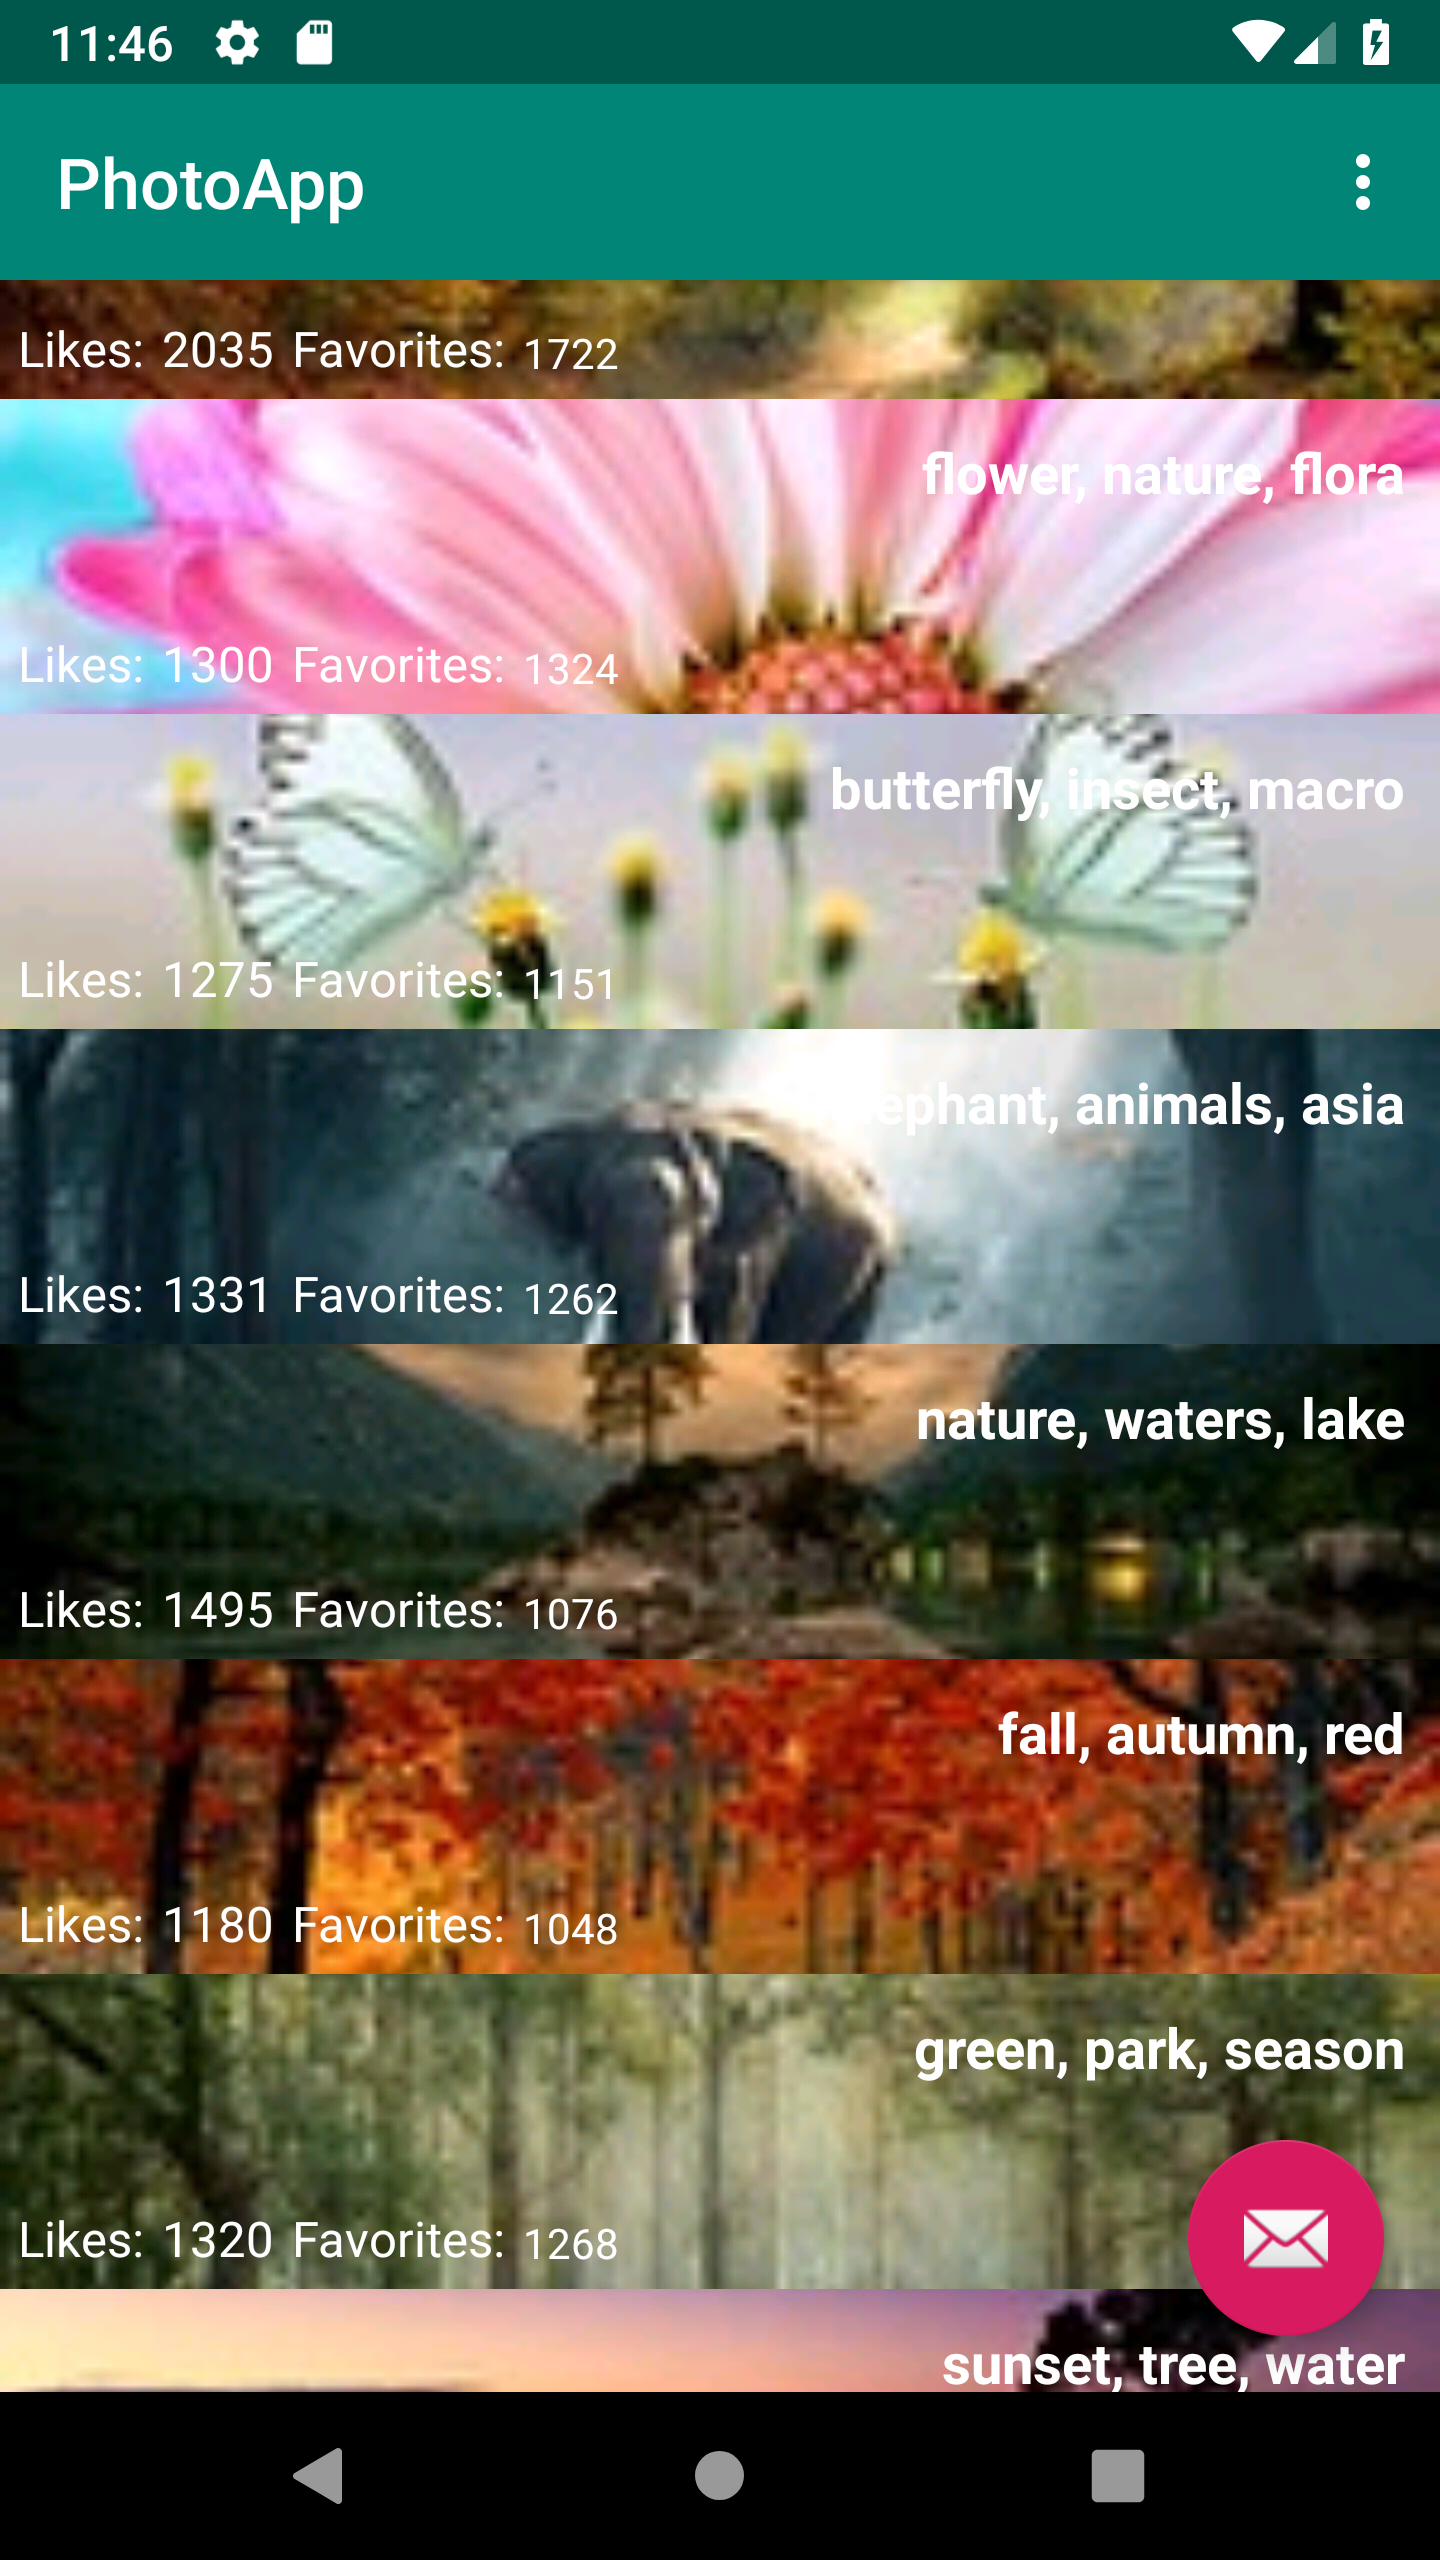 11:46
PhotoApp
Likes: 2035 Favorites: 1722
flower, nature, flora
Likes: 1300 Favorites: 1324
butterfly, insect, macro
Likes: 1275 Favorites: 1151
animals, asia
Likes: 1331 Favorites: 1262
nature, waters, lake
Likes: 1495 Favorites: 1076
fall, autumn, red
Likes: 1180 Favorites: 1048
green, park, season
Likes: 1320 Favorites: 1268
sunset, tree, water